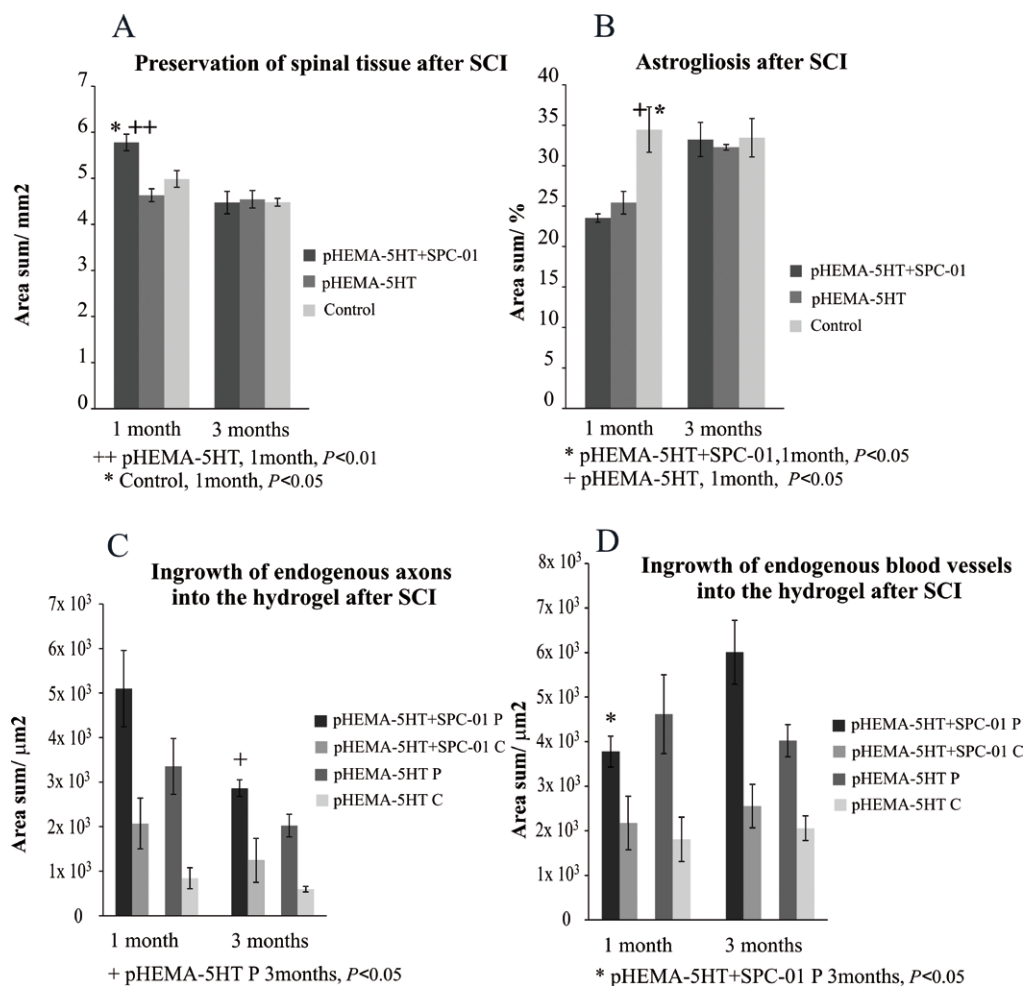 A
Preservation of spinal tissue after SCI
Area sum/ mm2
7
6
5
4
3
2
1
0
* ++
1 month
3 months
pHEMA-5HT+SPC-01
pHEMA-5HT
Control
++ pHEMA-5HT, 1month, P<0.01
* Control, 1month, P<0.05
B
Astrogliosis after SCI
Area sum/ %
40
35
30
25
20
15
10
5
0
+ *
1 month
3 months
pHEMA-5HT+SPC-01
pHEMA-5HT
Control
* pHEMA-5HT+SPC-01,1month, P<0.05
+ pHEMA-5HT, 1month, P<0.05
C
Ingrowth of endogenous axons
into the hydrogel after SCI
Area sum/ µm2
7x 10³
6x 10³
5x 10³
4x 10³
3x 10³
2x 10³
1x 10³
0
+
1 month
3 months
pHEMA-5HT+SPC-01 P
pHEMA-5HT+SPC-01 C
pHEMA-5HT P
pHEMA-5HT C
+ pHEMA-5HT P 3months, P<0.05
D
Ingrowth of endogenous blood vessels
into the hydrogel after SCI
Area sum/ µm2
8x 10³
7x 10³
6x 10³
5x 10³
4x 10³
3x 10³
2x 10³
1x 10³
0
*
1 month
3 months
pHEMA-5HT+SPC-01 P
pHEMA-5HT+SPC-01 C
pHEMA-5HT P
pHEMA-5HT C
* pHEMA-5HT+SPC-01 P 3months, P<0.05